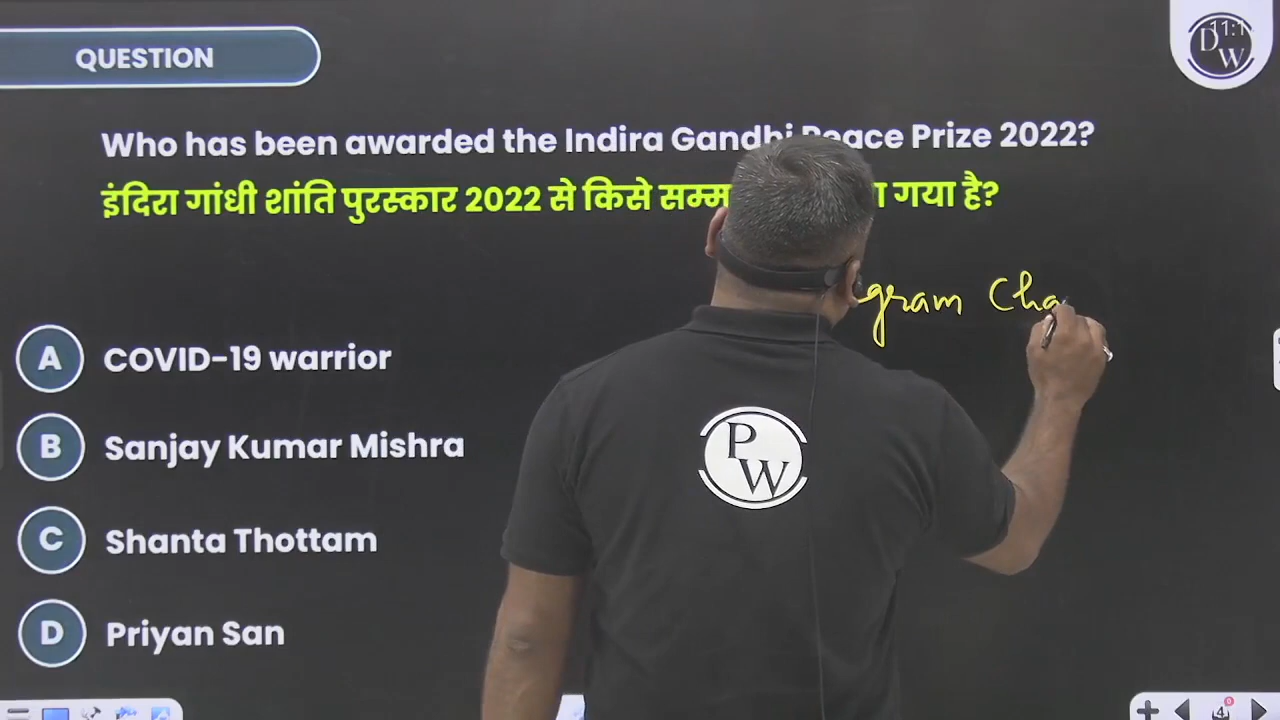 QUESTION
Who has been awarded the Indira Gandhi Peace Prize 2022?
इंदिरा गांधी शांति पुरस्कार 2022 से किसे गया है?
gram Cha
A COVID-19 warrior
B Sanjay Kumar Mishra
C Shanta Thottam
D Priyan San
PW